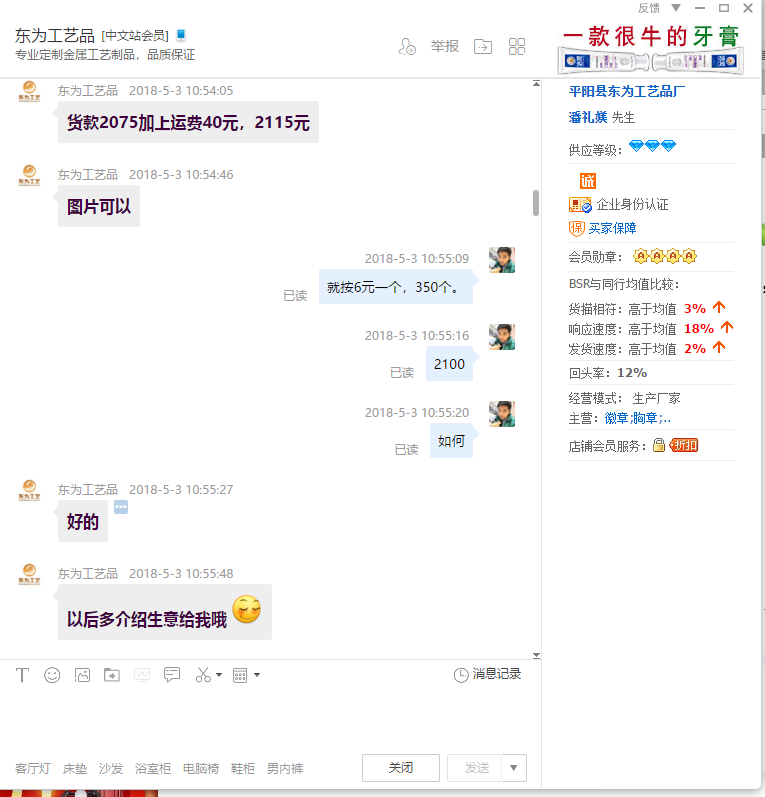 反馈
东为工艺品 [中文站会员]
专业定制金属工艺制品，品质保证
举报
一款很牛的牙膏
东为工艺品 2018-5-3 10:54:05
货款2075加上运费40元，2115元
东为工艺品 2018-5-3 10:54:46
图片可以
2018-5-3 10:55:09
已读
就按6元一个，350个。
2018-5-3 10:55:16
已读
2100
2018-5-3 10:55:20
已读
如何
东为工艺品 2018-5-3 10:55:27
好的
东为工艺品 2018-5-3 10:55:48
以后多介绍生意给我哦
消息记录
客厅灯 床垫 沙发 浴室柜 电脑椅 鞋柜 男内裤
关闭
发送
平阳县东为工艺品厂
先生
供应等级：
诚
企业身份认证
保 买家保障
会员勋章：
BSR与同行均值比较：
货描相符：高于均值 3%
响应速度：高于均值 18%
发货速度：高于均值 2%
回头率：12%
经营模式： 生产厂家
主营：徽章;胸章;..
店铺会员服务： 折扣